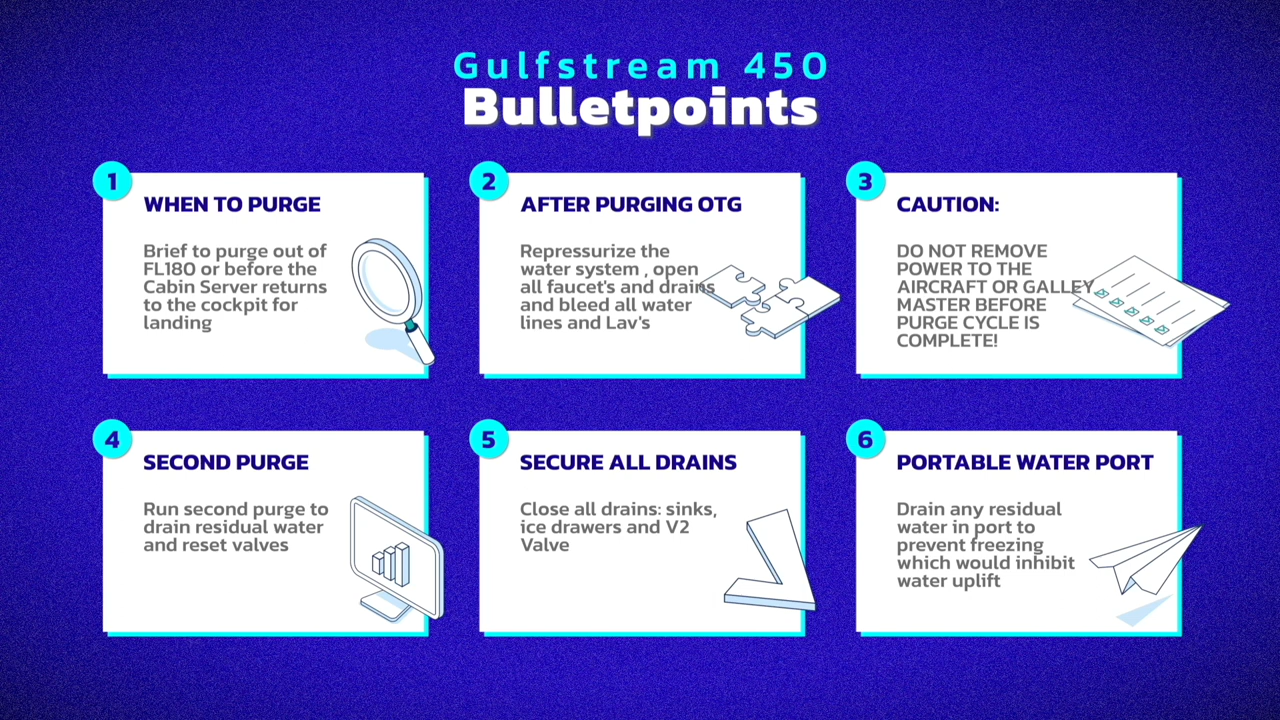 Gulfstream 450
Bulletpoints
1
WHEN TO PURGE
Brief to purge out of
FL180 or before the
Cabin Server returns
to the cockpit for
landing
2
AFTER PURGING OTG
Repressurize the
water system , open
all faucet's and drains
and bleed all water
lines and Lav's
3
CAUTION:
DO NOT REMOVE
POWER TO THE
AIRCRAFT OR GALLEY
MASTER BEFORE
PURGE CYCLE IS
COMPLETE!
4
SECOND PURGE
Run second purge to
drain residual water
and reset valves
5
SECURE ALL DRAINS
Close all drains: sinks,
ice drawers and V2
Valve
6
PORTABLE WATER PORT
Drain any residual
water in port to
prevent freezing
which would inhibit
water uplift